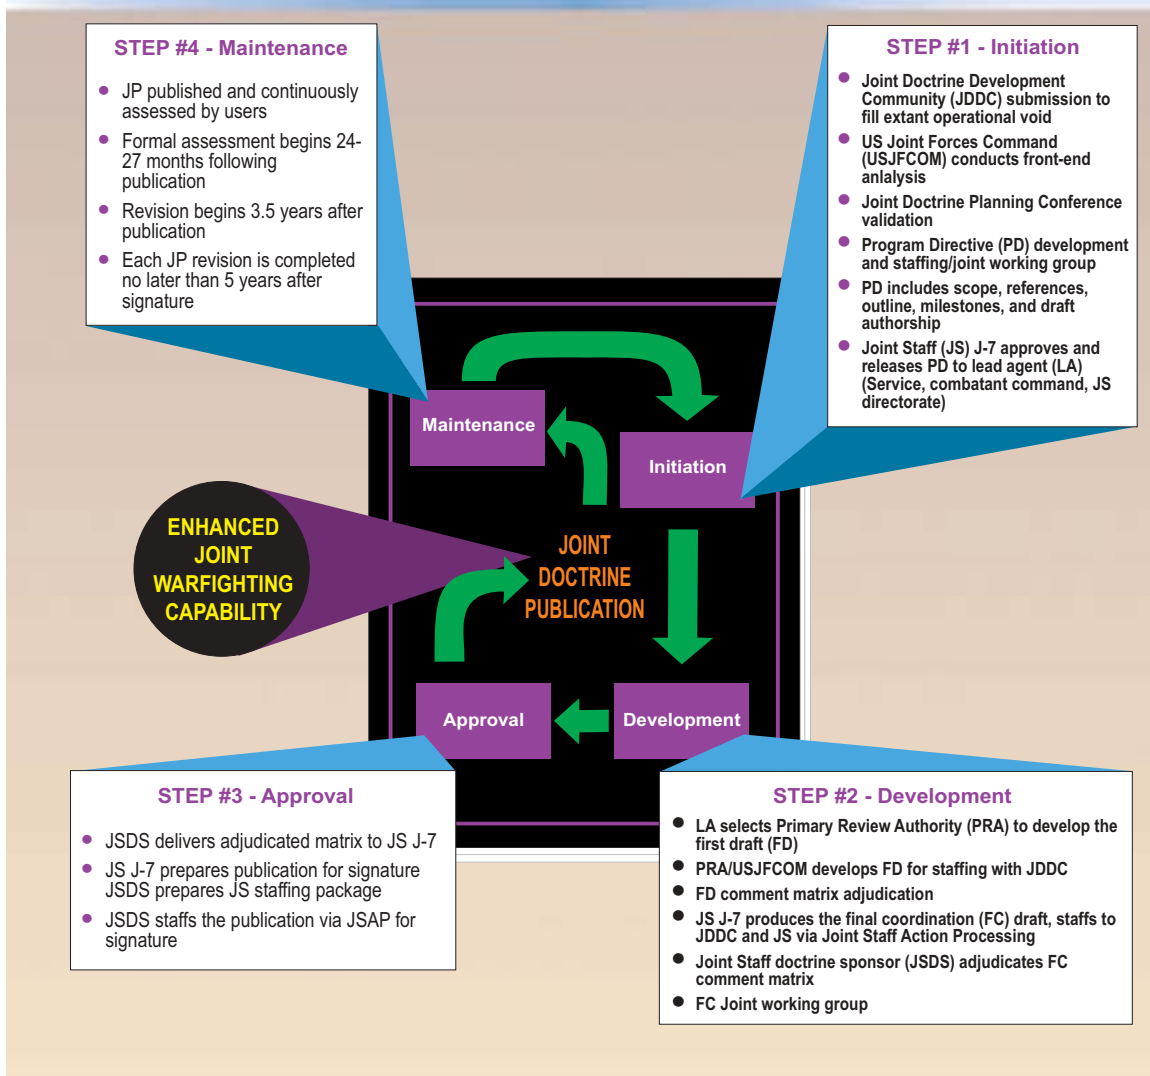 STEP #4 - Maintenance
JP published and continuously
assessed by users
Formal assessment begins 24-
27 months following
publication
Revision begins 3.5 years after
publication
Each JP revision is completed
no later than 5 years after
signature
STEP #1 - Initiation
Joint Doctrine Development
Community (JDDC) submission to
fill extant operational void
US Joint Forces Command
(USJFCOM) conducts front-end
anlalysis
Joint Doctrine Planning Conference
validation
Program Directive (PD) development
and staffing/joint working group
PD includes scope, references,
outline, milestones, and draft
authorship
Joint Staff (JS) J-7 approves and
releases PD to lead agent (LA)
(Service, combatant command, JS
directorate)
Maintenance
Initiation
ENHANCED
JOINT
WARFIGHTING
CAPABILITY
JOINT
DOCTRINE
PUBLICATION
Approval
Development
STEP #3 - Approval
JSDS delivers adjudicated matrix to JS J-7
JS J-7 prepares publication for signature
JSDS prepares JS staffing package
JSDS staffs the publication via JSAP for
signature
STEP #2 - Development
LA selects Primary Review Authority (PRA) to develop the
first draft (FD)
PRA/USJFCOM develops FD for staffing with JDDC
FD comment matrix adjudication
JS J-7 produces the final coordination (FC) draft, staffs to
JDDC and JS via Joint Staff Action Processing
Joint Staff doctrine sponsor (JSDS) adjudicates FC
comment matrix
FC Joint working group